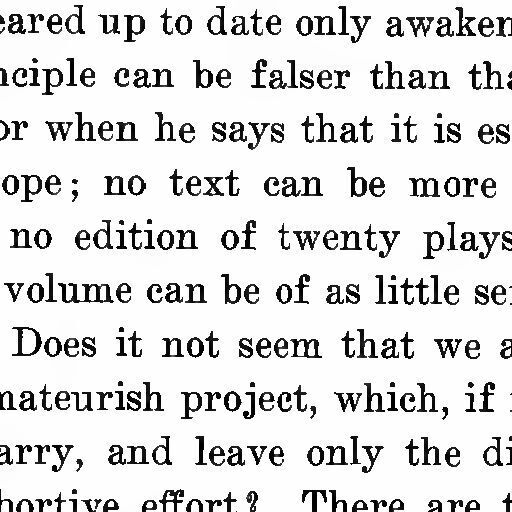 eared up to date only awaken
nciple can be falser than tha
or when he says that it is es
ope; no text can be more
no edition of twenty plays
volume can be of as little se
Does it not seem that we a
mateurish project, which, if
arry, and leave only the di
bortive effort? There are t